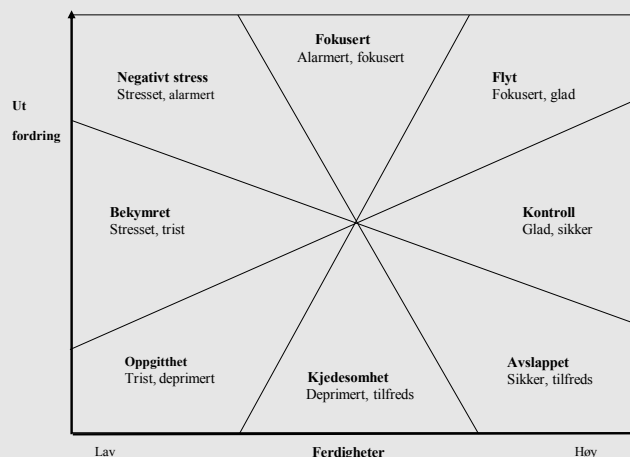 Fokusert
Alarmert, fokusert
Negativt stress
Stresset, alarmert
Flyt
Fokusert, glad
Ut
fordring
Bekymret
Stresset, trist
Kontroll
Glad, sikker
Oppgitthet
Trist, deprimert
Kjedesomhet
Deprimert, tilfreds
Avslappet
Sikker, tilfreds
Lav
Ferdigheter
Høy